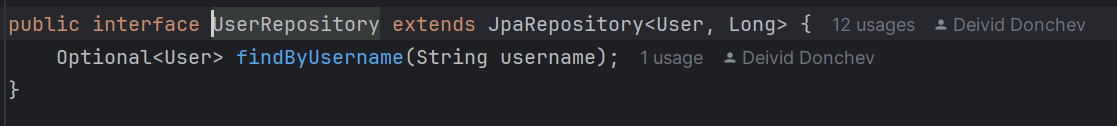 public interface UserRepository extends JpaRepository<User, Long> { 12 usages Deivid Donchev
Optional<User> findByUsername(String username); 1 usage Deivid Donchev
}